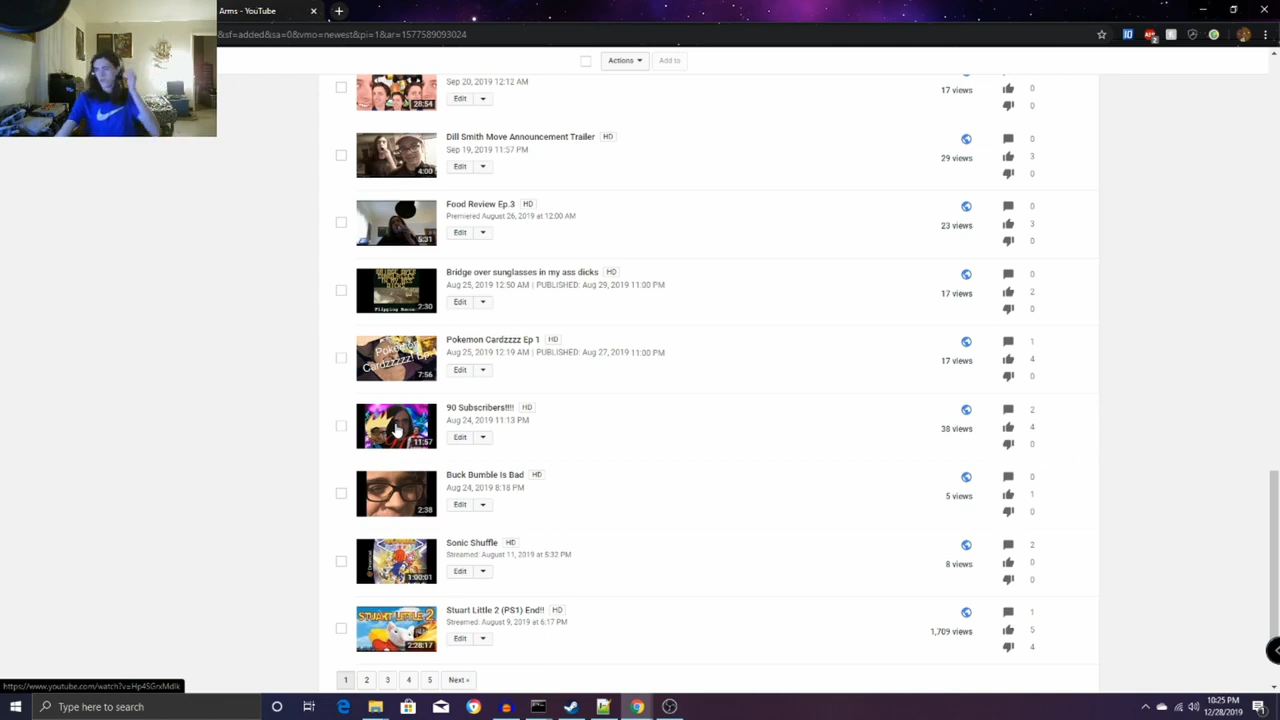 Arms - YouTube
&sf=added&sa=0&vmo=newest&pi=1&ar=1577589093024
Actions
Add to
Sep 20, 2019 12:12 AM
28:54
Edit
17 views
0
0
Dill Smith Move Announcement Trailer HD
Sep 19, 2019 11:57 PM
4:00
Edit
29 views
0
3
0
Food Review Ep.3 HD
Premiered August 26, 2019 at 12:00 AM
5:31
Edit
23 views
0
3
0
Bridge over sunglasses in my ass dicks HD
Aug 25, 2019 12:50 AM | PUBLISHED: Aug 29, 2019 11:00 PM
2:30
Edit
17 views
0
2
0
Pokemon Cardzzzz Ep 1 HD
Aug 25, 2019 12:19 AM | PUBLISHED: Aug 27, 2019 11:00 PM
7:56
Edit
17 views
1
4
0
90 Subscribers!!!! HD
Aug 24, 2019 11:13 PM
11:57
Edit
38 views
2
4
0
Buck Bumble Is Bad HD
Aug 24, 2019 8:18 PM
2:38
Edit
5 views
0
1
0
Sonic Shuffle HD
Streamed: August 11, 2019 at 5:32 PM
1:00:01
Edit
8 views
2
0
0
Stuart Little 2 (PS1) End!! HD
Streamed: August 9, 2019 at 6:17 PM
STUART LITTLE 2
2:28:17
Edit
1,709 views
1
5
4
1 2 3 4 5 Next »
https://www.youtube.com/watch?v=Hp4SGrxMdlk
Type here to search
10:25 PM
12/28/2019